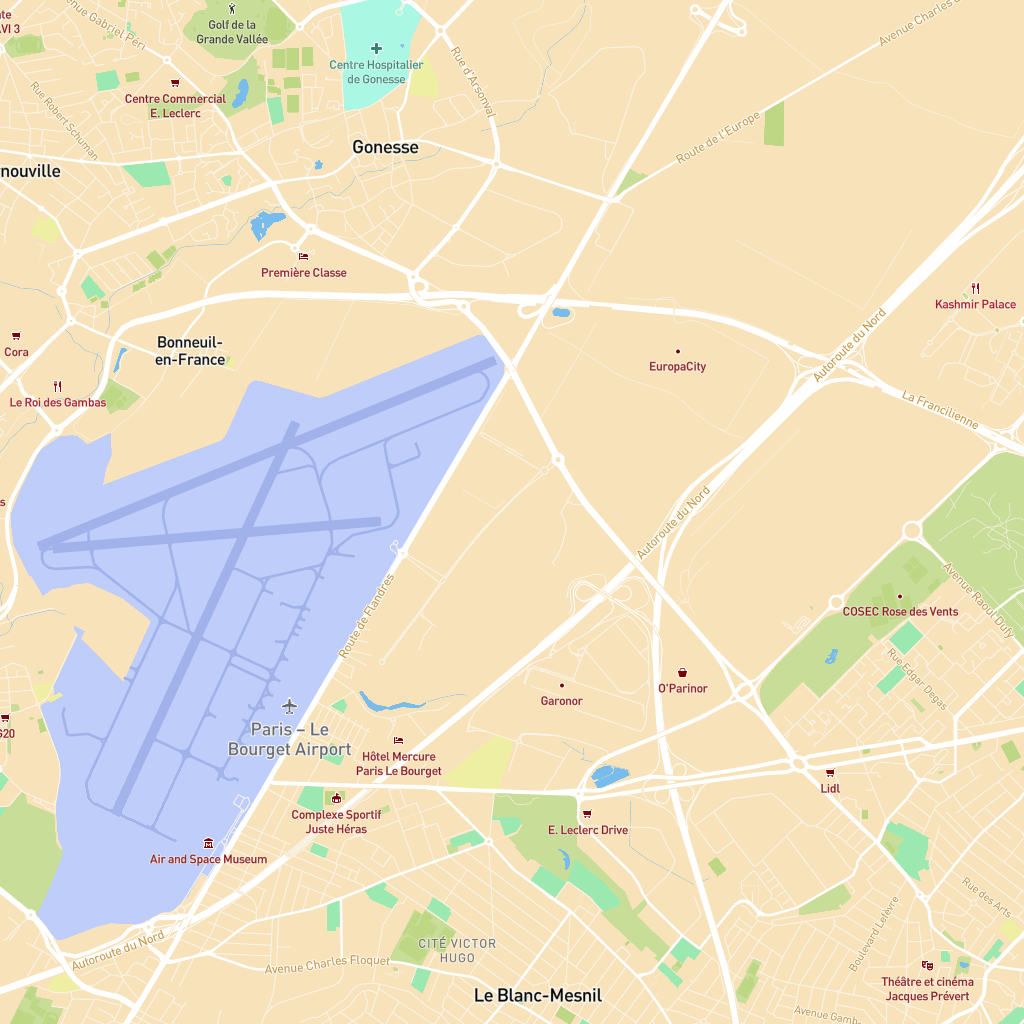 Avenue Gabriel Péri
AVI 3
Golf de la
Grande Vallée
Centre Hospitalier
de Gonesse
Rue d'Arsonval
Avenue Charles
Centre Commercial
E. Leclerc
Rue Robert Schuman
Gonesse
Route de l'Europe
nouville
Première Classe
Kashmir Palace
Autoroute du Nord
Bonneuil-
en-France
Cora
EuropaCity
Le Roi des Gambas
La Francilienne
s
Autoroute du Nord
Route de Flandres
COSEC Rose des Vents
Avenue Raoul Dufy
Rue Edgar Degas
O'Parinor
Garonor
G20
Paris – Le
Bourget Airport
Hôtel Mercure
Paris Le Bourget
Lidl
Complexe Sportif
Juste Héras
E. Leclerc Drive
Air and Space Museum
Rue des Arts
Boulevard Lefèvre
Autoroute du Nord
CITÉ VICTOR
HUGO
Avenue Charles Floquet
Théâtre et cinéma
Jacques Prévert
Le Blanc-Mesnil
Avenue Gamb